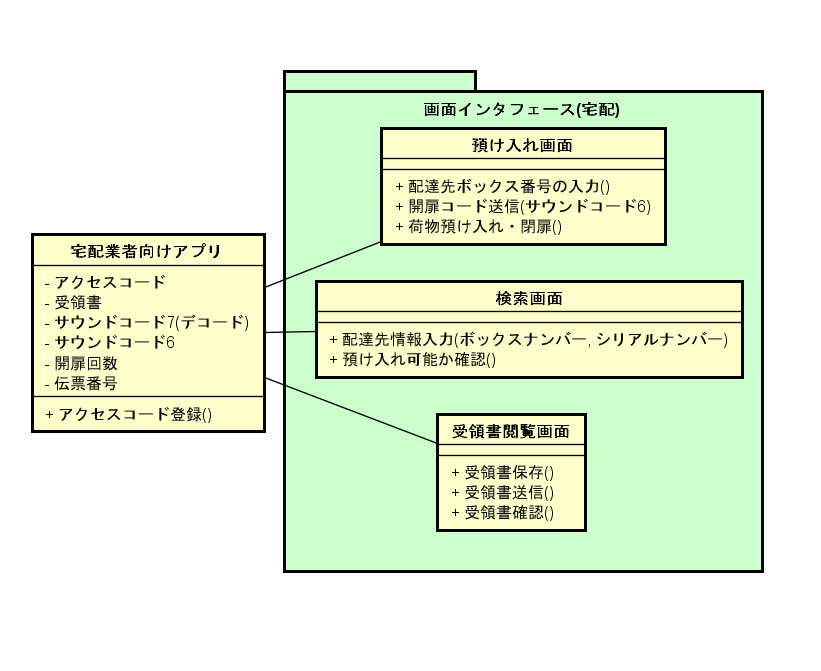 画面インタフェース(宅配)
預け入れ画面
+ 配達先ボックス番号の入力()
+ 開扉コード送信(サウンドコード6)
+ 荷物預け入れ・閉扉()
宅配業者向けアプリ
- アクセスコード
- 受領書
- サウンドコード7(デコード)
- サウンドコード6
- 開扉回数
- 伝票番号
+ アクセスコード登録()
検索画面
+ 配達先情報入力(ボックスナンバー, シリアルナンバー)
+ 預け入れ可能か確認()
受領書閲覧画面
+ 受領書保存()
+ 受領書送信()
+ 受領書確認()